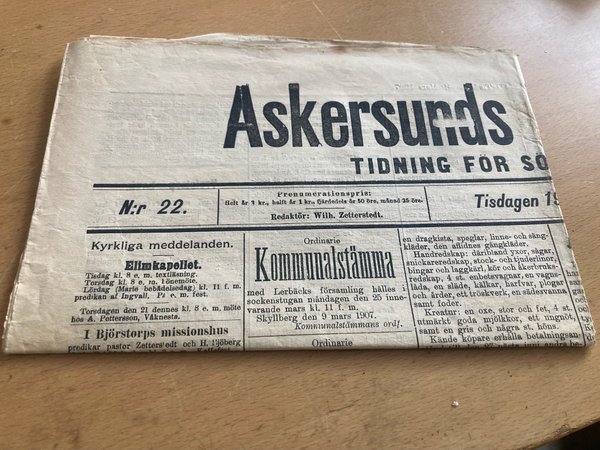 Askersunds
TIDNING FÖR SO
N:r 22.
Prenumerationspris:
Helt år 2 kr., halft år 1 kr., fjärdedels år 50 öre, månad 25 öre.
Redaktör: Wilh. Zetterstedt.
Tisdagen 19
Kyrkliga meddelanden.
Elimkapellet.
Tisdag kl. 8 e. m. textläsning.
Torsdag kl. 8 e. m. bönemöte.
Lördag (Marie bebådelsedag) kl. 11 f. m.
predikan af Ingvall, e. m. fest.
Torsdagen den 21 dennes kl. 8 e. m. möte
hos A. Pettersson, Väknesta.
I Björstorps missionshus
predikar pastor Zetterstedt och H. Sjöberg
Ordinarie
Kommunalstämma
med Lerbäcks församling hålles i
sockenstugan måndagen den 25 inne-
varande mars kl. 11 f. m.
Skyllberg den 9 mars 1907.
Kommunalstämmans ordf.
Ordinarie
en dragkista, speglar, linne- och säng-
kläder, den aflidnes gångkläder.
Handredskap: däribland yxor, sågar,
snickareredskap, stock- och tjuderlinor,
bingar och laggkärl, kör och åkerbruks-
redskap, 4 st. enbetsvagnar, en vagns-
låda, en släde, kälkar, harfvar, plogar
och årder, ett tröskverk, en sädesvanna
samt foder.
Kreatur: en oxe, stor och fet, 4 st.
utmärkt goda mjölkkor, ett ungnöt,
samt en gris och några st. höns.
Kände köpare erhålla betalningsan-